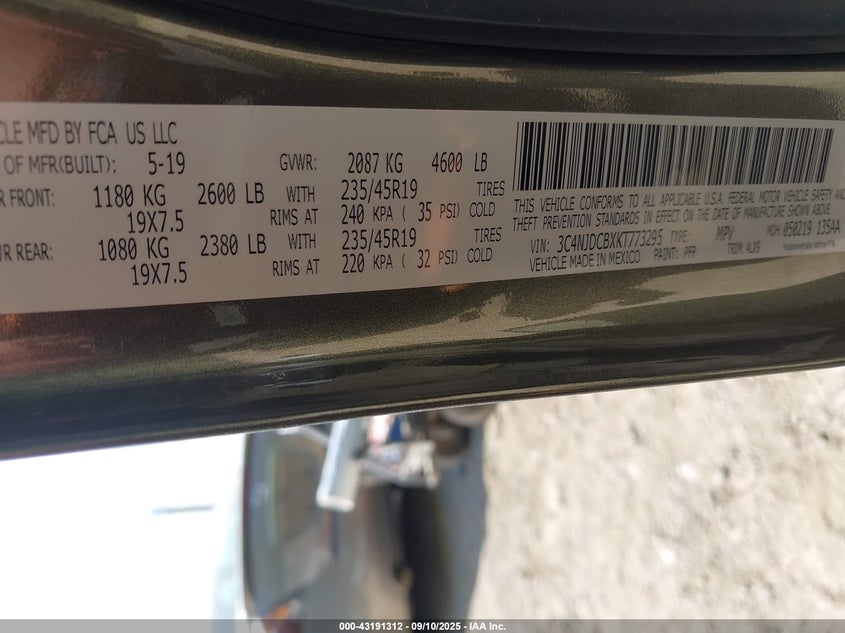 CLE MFD BY FCA US LLC
OF MFR(BUILT): 5-19 GVWR: 2087 KG 4600 LB
R FRONT: 1180 KG 2600 LB WITH 235/45R19 TIRES
19X7.5 RIMS AT 240 KPA ( 35 PSI) COLD
WR REAR: 1080 KG 2380 LB WITH 235/45R19 TIRES
19X7.5 RIMS AT 220 KPA ( 32 PSI) COLD
THIS VEHICLE CONFORMS TO ALL APPLICABLE U.S.A. FEDERAL MOTOR VEHICLE SAFETY AND
THEFT PREVENTION STANDARDS IN EFFECT ON THE DATE OF MANUFACTURE SHOWN ABOVE.
VIN: 3C4NJDCBXKT773295 TYPE: MPV MDH: 050219 135AA
VEHICLE MADE IN MEXICO PAINT: PFP TRIM: ALX9
000-43191312 - 09/10/2025 - IAA Inc.